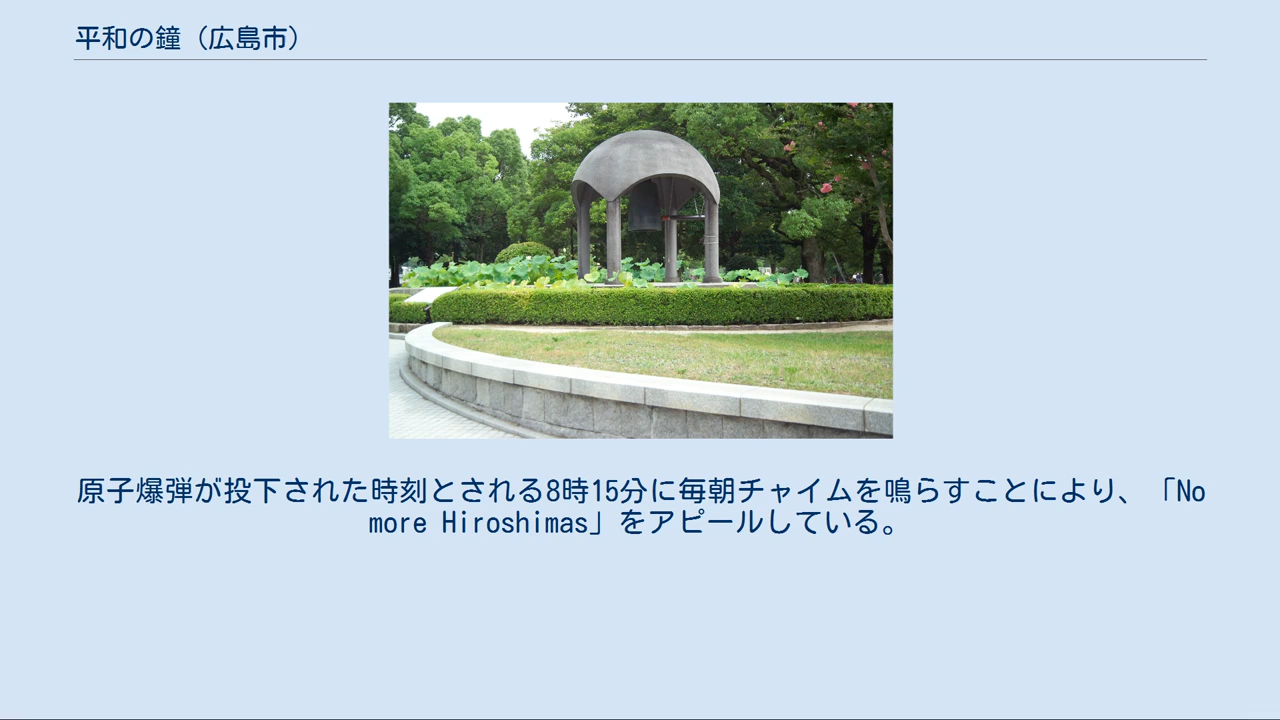 平和の鐘（広島市）
原子爆弾が投下された時刻とされる8時15分に毎朝チャイムを鳴らすことにより、「No
more Hiroshimas」をアピールしている。